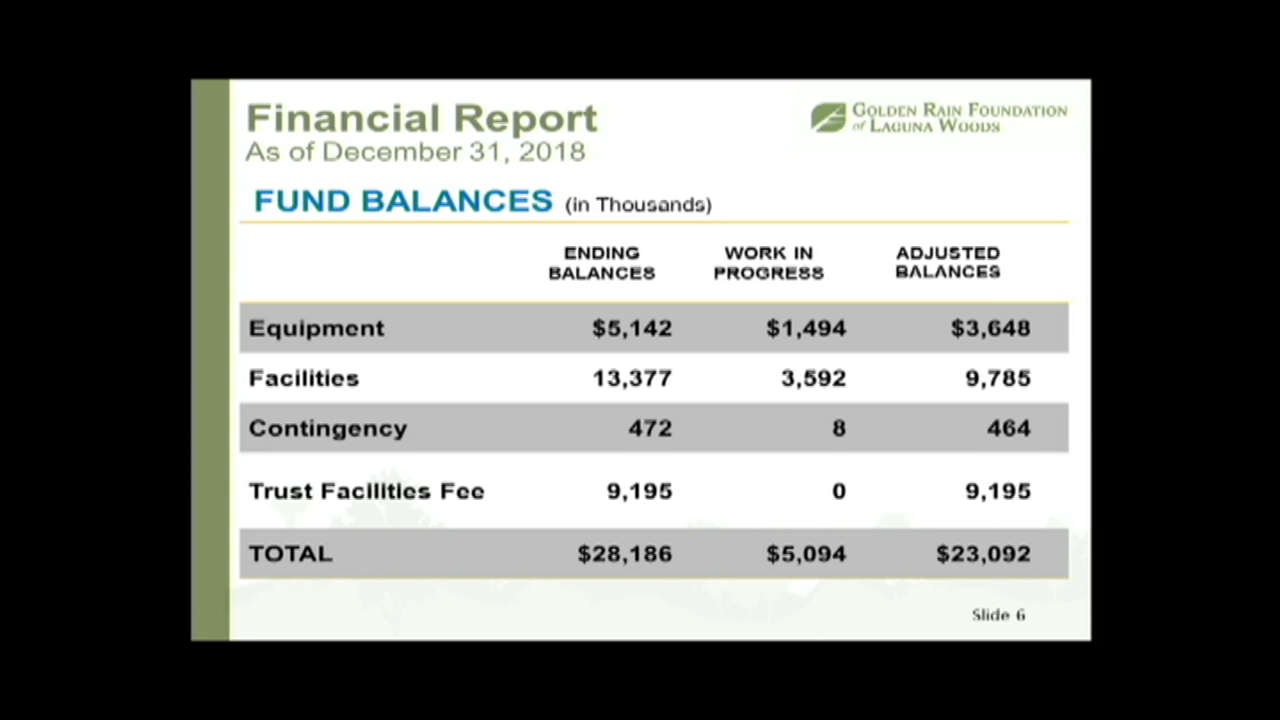 Financial Report
As of December 31, 2018
GOLDEN RAIN FOUNDATION
of LAGUNA WOODS
FUND BALANCES (in Thousands)
ENDING BALANCES WORK IN PROGRESS ADJUSTED BALANCES
Equipment $5,142 $1,494 $3,648
Facilities 13,377 3,592 9,785
Contingency 472 8 464
Trust Facilities Fee 9,195 0 9,195
TOTAL $28,186 $5,094 $23,092
Slide 6